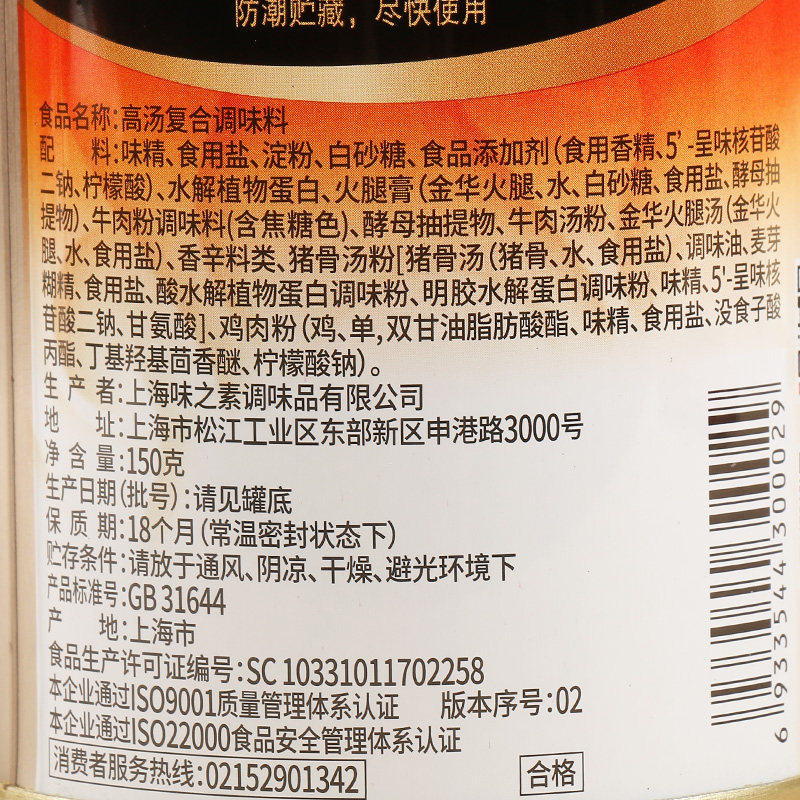 防潮贮藏，尽快使用
食品名称:高汤复合调味料
配 料:味精、食用盐、淀粉、白砂糖、食品添加剂(食用香精、5'-呈味核苷酸
二钠、柠檬酸)、水解植物蛋白、火腿膏(金华火腿、水、白砂糖、食用盐、酵母抽
提物)、牛肉粉调味料(含焦糖色)、酵母抽提物、牛肉汤粉、金华火腿汤(金华火
腿、水、食用盐)、香辛料类、猪骨汤粉[猪骨汤(猪骨、水、食用盐)、调味油、麦芽
糊精、食用盐、酸水解植物蛋白调味粉、明胶水解蛋白调味粉、味精、5'-呈味核
苷酸二钠、甘氨酸]、鸡肉粉(鸡、单,双甘油脂肪酸酯、味精、食用盐、没食子酸
丙酯、丁基羟基茴香醚、柠檬酸钠)。
生 产 者:上海味之素调味品有限公司
地 址:上海市松江工业区东部新区申港路3000号
净 含 量:150克
生产日期(批号):请见罐底
保 质 期:18个月(常温密封状态下)
贮存条件:请放于通风、阴凉、干燥、避光环境下
产品标准号:GB 31644
产 地:上海市
食品生产许可证编号:SC 10331011702258
本企业通过ISO9001质量管理体系认证 版本序号:02
本企业通过ISO22000食品安全管理体系认证
消费者服务热线:02152901342 合格
6 933544 300029